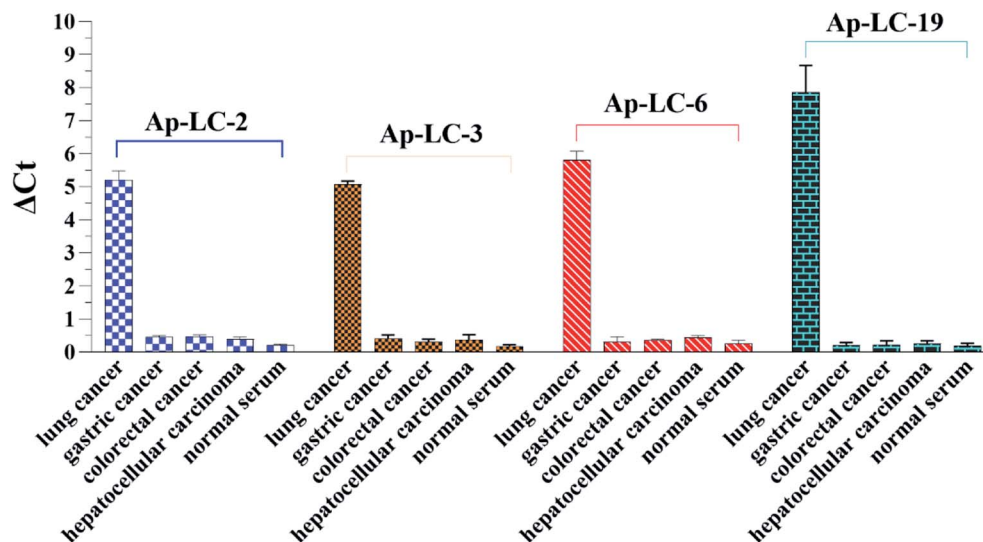 10
9
8
7
6
5
4
3
2
1
0
ΔCt
Ap-LC-2
Ap-LC-3
Ap-LC-6
Ap-LC-19
lung cancer
gastric cancer
colorectal cancer
hepatocellular carcinoma
normal serum
lung cancer
gastric cancer
colorectal cancer
hepatocellular carcinoma
normal serum
lung cancer
gastric cancer
colorectal cancer
hepatocellular carcinoma
normal serum
lung cancer
gastric cancer
colorectal cancer
hepatocellular carcinoma
normal serum